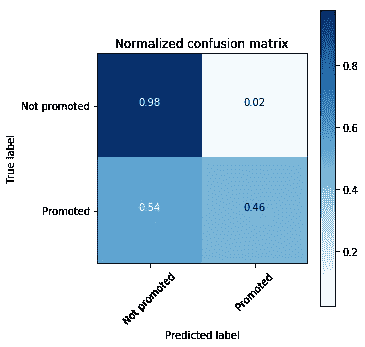 Normalized confusion matrix
True label
Not promoted
0.98
0.02
Promoted
0.54
0.46
Not promoted
Promoted
Predicted label
0.8
0.6
0.4
0.2